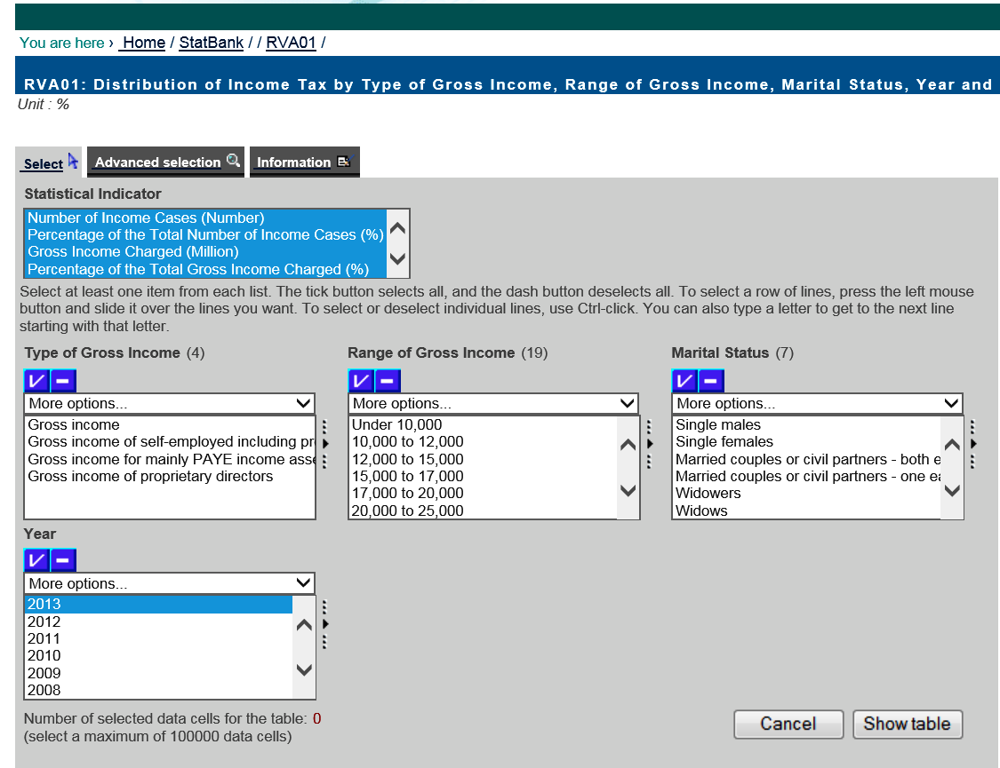 You are here › Home / StatBank / / RVA01 /
RVA01: Distribution of Income Tax by Type of Gross Income, Range of Gross Income, Marital Status, Year and
Unit : %
Select Advanced selection Information
Statistical Indicator
Number of Income Cases (Number)
Percentage of the Total Number of Income Cases (%)
Gross Income Charged (Million)
Percentage of the Total Gross Income Charged (%)
Select at least one item from each list. The tick button selects all, and the dash button deselects all. To select a row of lines, press the left mouse
button and slide it over the lines you want. To select or deselect individual lines, use Ctrl-click. You can also type a letter to get to the next line
starting with that letter.
Type of Gross Income (4)
More options...
Gross income
Gross income of self-employed including pr
Gross income for mainly PAYE income asse
Gross income of proprietary directors
Range of Gross Income (19)
More options...
Under 10,000
10,000 to 12,000
12,000 to 15,000
15,000 to 17,000
17,000 to 20,000
20,000 to 25,000
Marital Status (7)
More options...
Single males
Single females
Married couples or civil partners - both e
Married couples or civil partners - one ea
Widowers
Widows
Year
More options...
2013
2012
2011
2010
2009
2008
Number of selected data cells for the table: 0
(select a maximum of 100000 data cells)
Cancel Show table